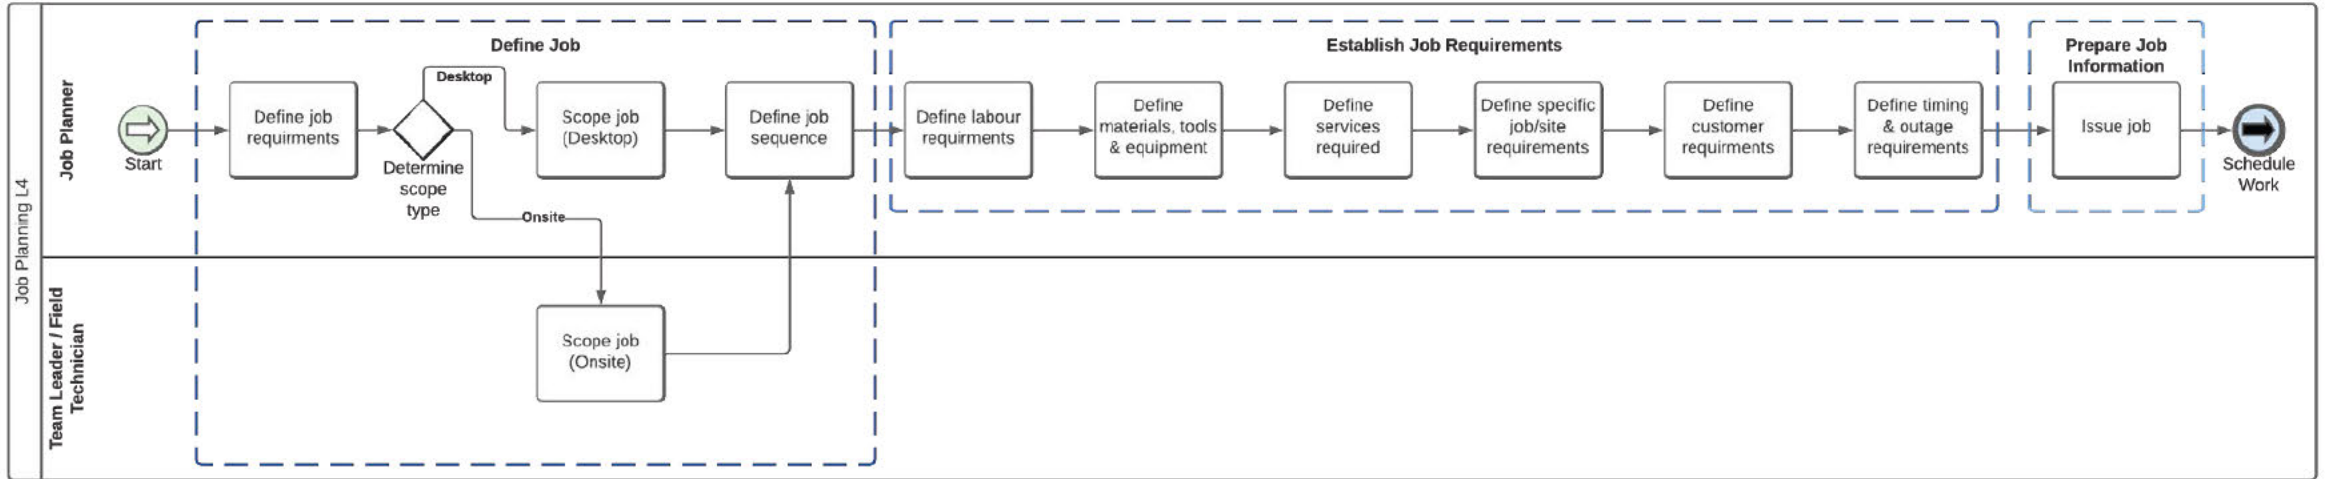 Job Planning L4
Job Planner
Team Leader / Field
Technician
Start
Define Job
Define job
requirments
Determine
scope
type
Desktop
Onsite
Scope job
(Desktop)
Scope job
(Onsite)
Define job
sequence
Establish Job Requirements
Define labour
requirments
Define
materials, tools
& equipment
Define
services
required
Define specific
job/site
requirements
Define
customer
requirments
Define timing
& outage
requirements
Prepare Job
Information
Issue job
Schedule
Work